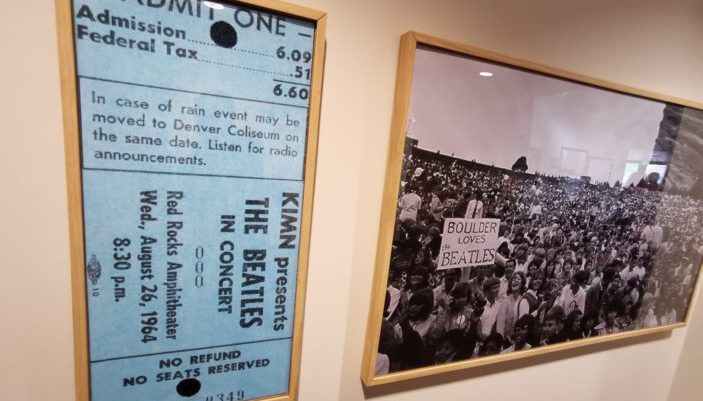 ADMIT ONE —
Admission 6.09
Federal Tax .51
6.60
In case of rain event may be
moved to Denver Coliseum on
the same date. Listen for radio
announcements.
KIMN presents
THE BEATLES
IN CONCERT
000
Red Rocks Amphitheater
Wed., August 26, 1964
8:30 p.m.
NO REFUND
NO SEATS RESERVED
BOULDER
LOVES
the
BEATLES